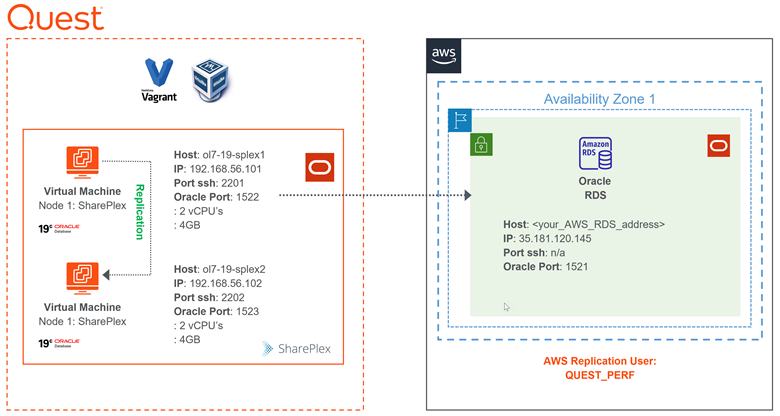 Quest
HashiCorp
Vagrant
Virtual Machine
Node 1: SharePlex
19c ORACLE
Database
Replication
Host: ol7-19-splex1
IP: 192.168.56.101
Port ssh: 2201
Oracle Port: 1522
: 2 vCPU's
: 4GB
Virtual Machine
Node 1: SharePlex
19c ORACLE
Database
Host: ol7-19-splex2
IP: 192.168.56.102
Port ssh: 2202
Oracle Port: 1523
: 2 vCPU's
: 4GB
SharePlex
aws
Availability Zone 1
Amazon
RDS
Oracle
RDS
Host: <your_AWS_RDS_address>
IP: 35.181.120.145
Port ssh: n/a
Oracle Port: 1521
AWS Replication User:
QUEST_PERF